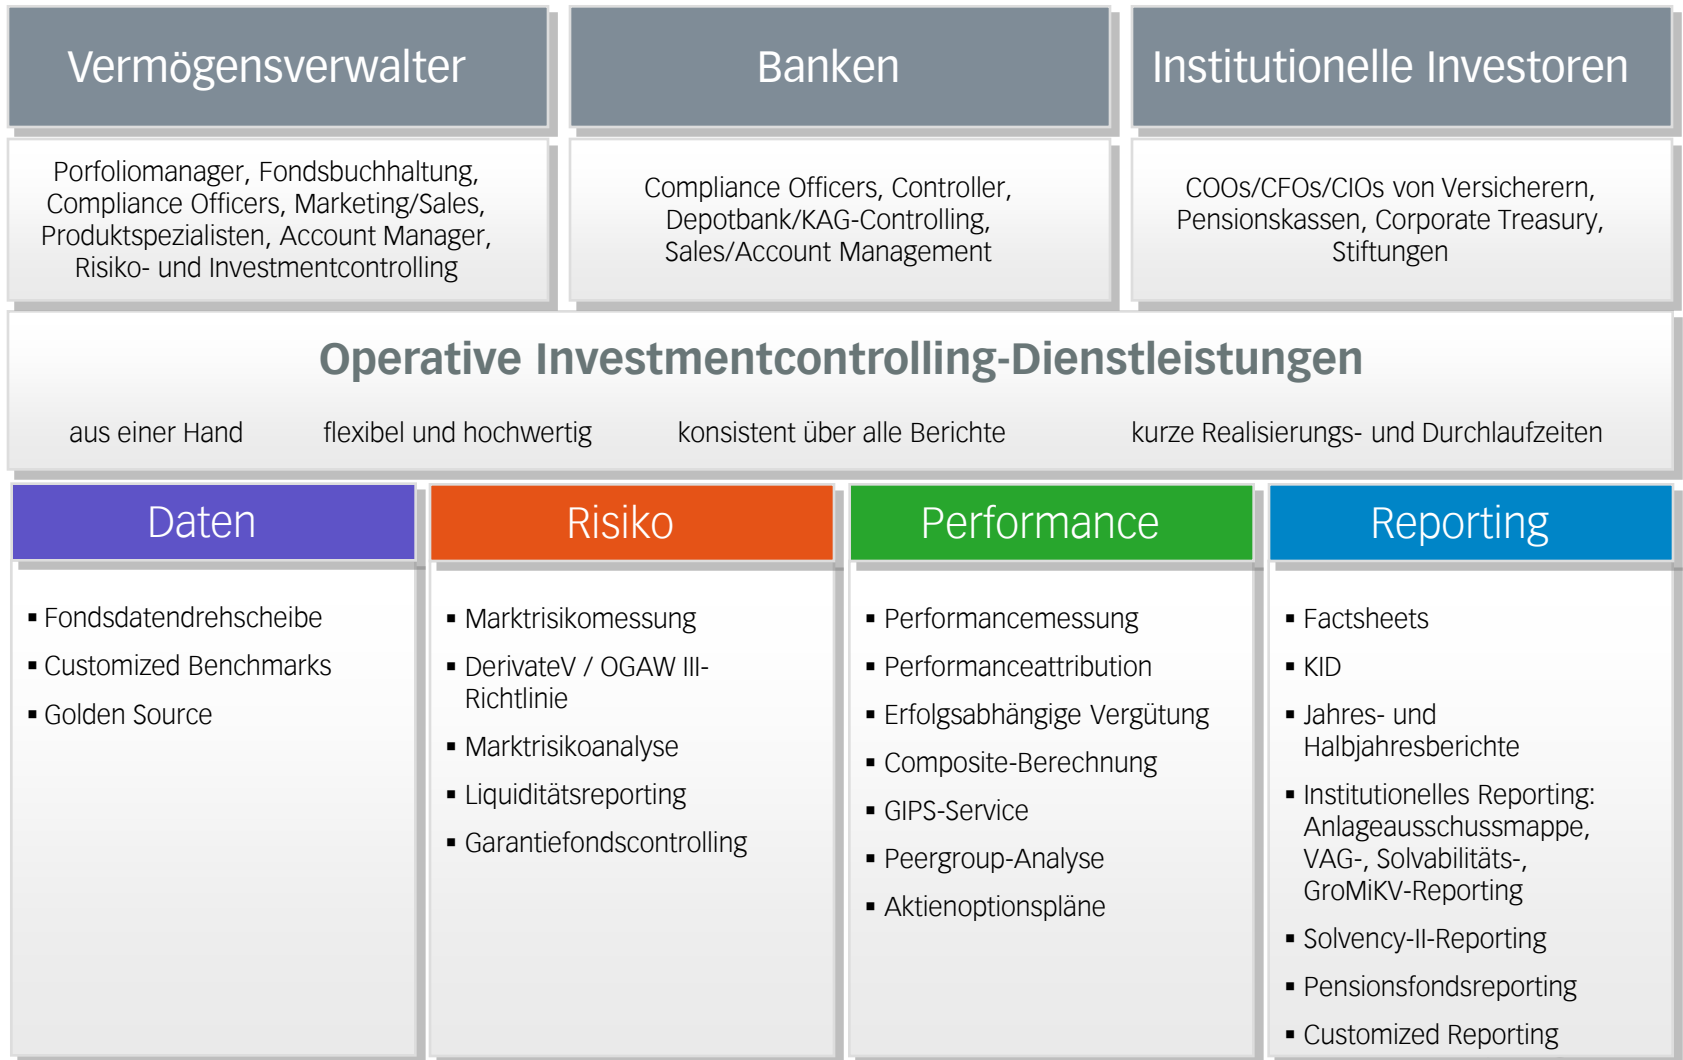 Vermögensverwalter
Porfoliomanager, Fondsbuchhaltung,
Compliance Officers, Marketing/Sales,
Produktspezialisten, Account Manager,
Risiko- und Investmentcontrolling
Banken
Compliance Officers, Controller,
Depotbank/KAG-Controlling,
Sales/Account Management
Institutionelle Investoren
COOs/CFOs/CIOs von Versicherern,
Pensionskassen, Corporate Treasury,
Stiftungen
Operative Investmentcontrolling-Dienstleistungen
aus einer Hand
flexibel und hochwertig
konsistent über alle Berichte
kurze Realisierungs- und Durchlaufzeiten
Daten
▪ Fondsdatendrehscheibe
▪ Customized Benchmarks
▪ Golden Source
Risiko
▪ Marktrisikomessung
▪ DerivateV / OGAW III-
Richtlinie
▪ Marktrisikoanalyse
▪ Liquiditätsreporting
▪ Garantiefondscontrolling
Performance
▪ Performancemessung
▪ Performanceattribution
▪ Erfolgsabhängige Vergütung
▪ Composite-Berechnung
▪ GIPS-Service
▪ Peergroup-Analyse
▪ Aktienoptionspläne
Reporting
▪ Factsheets
▪ KID
▪ Jahres- und
Halbjahresberichte
▪ Institutionelles Reporting:
Anlageausschussmappe,
VAG-, Solvabilitäts-,
GroMiKV-Reporting
▪ Solvency-II-Reporting
▪ Pensionsfondsreporting
▪ Customized Reporting